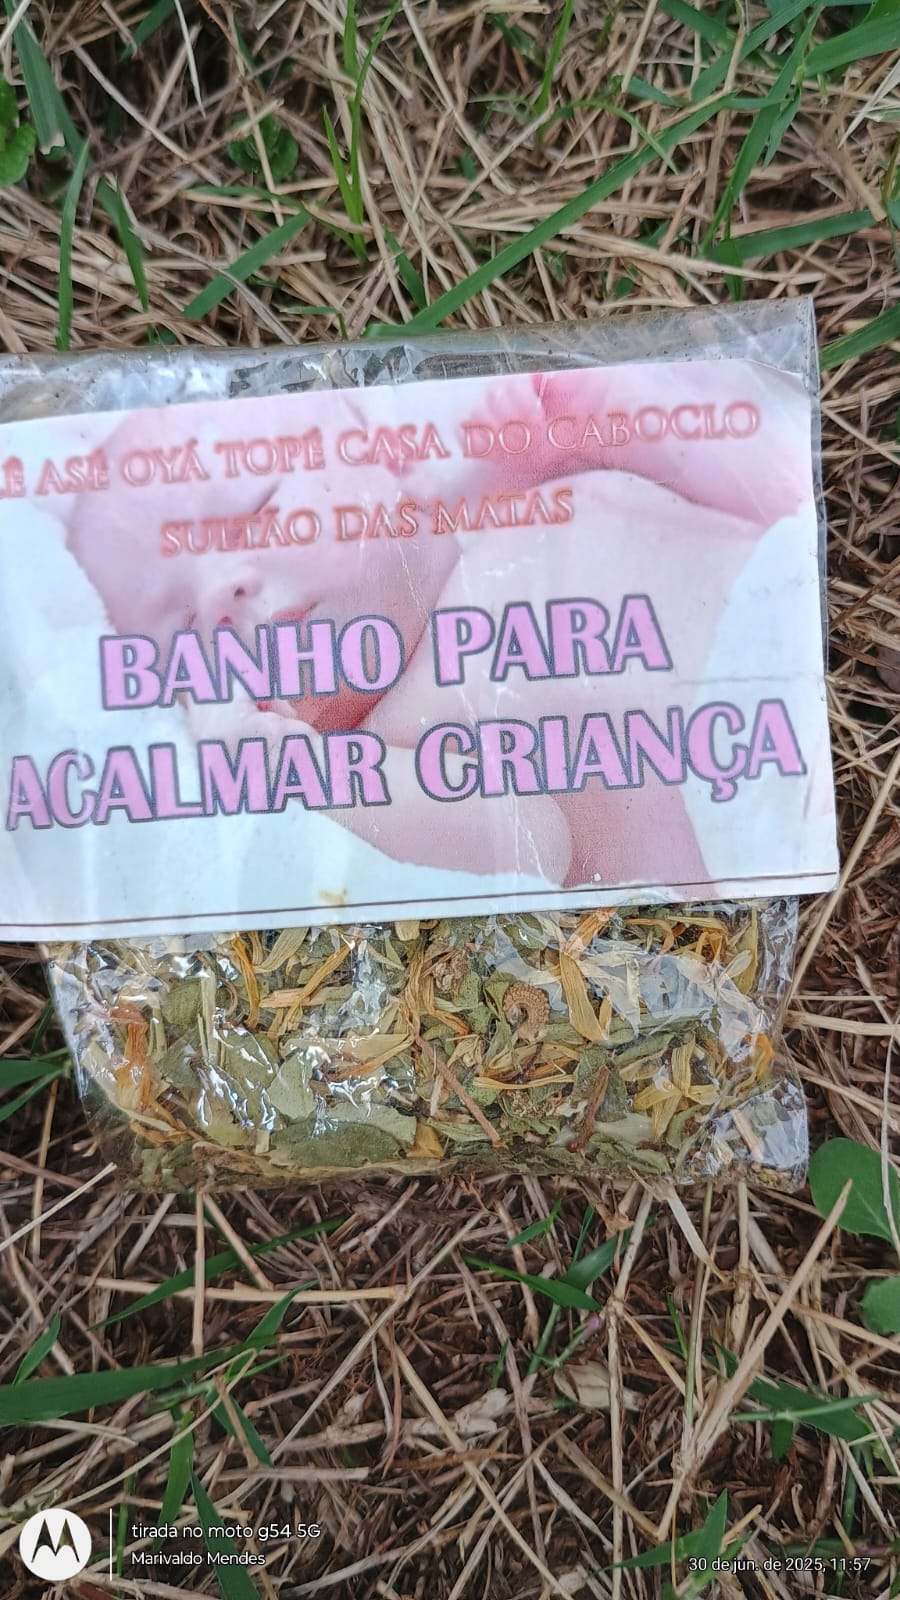 LÊ ASÉ OYÁ TOPÉ CASA DO CABOCLO
SULTÃO DAS MATAS
BANHO PARA
ACALMAR CRIANÇA
tirada no moto g54 5G
Marivaldo Mendes
30 de jun. de 2025, 11:57